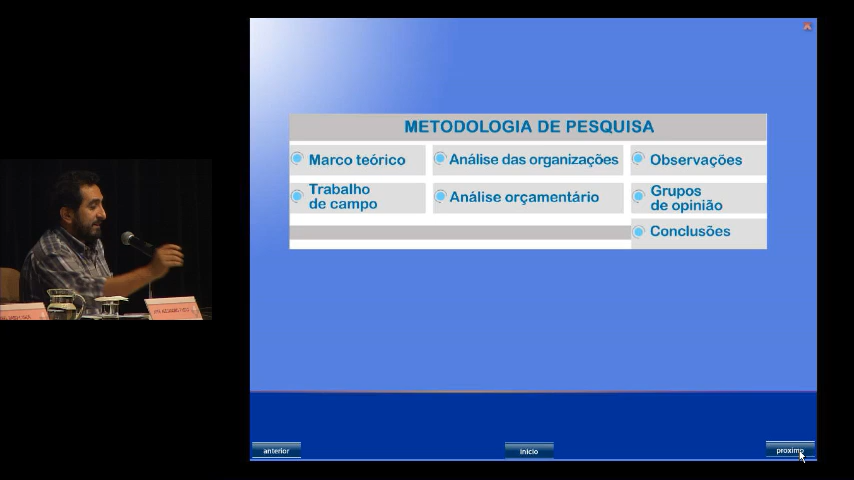 METODOLOGIA DE PESQUISA
Marco teórico
Análise das organizações
Observações
Trabalho
de campo
Análise orçamentário
Grupos
de opinião
Conclusões
anterior
início
proximo